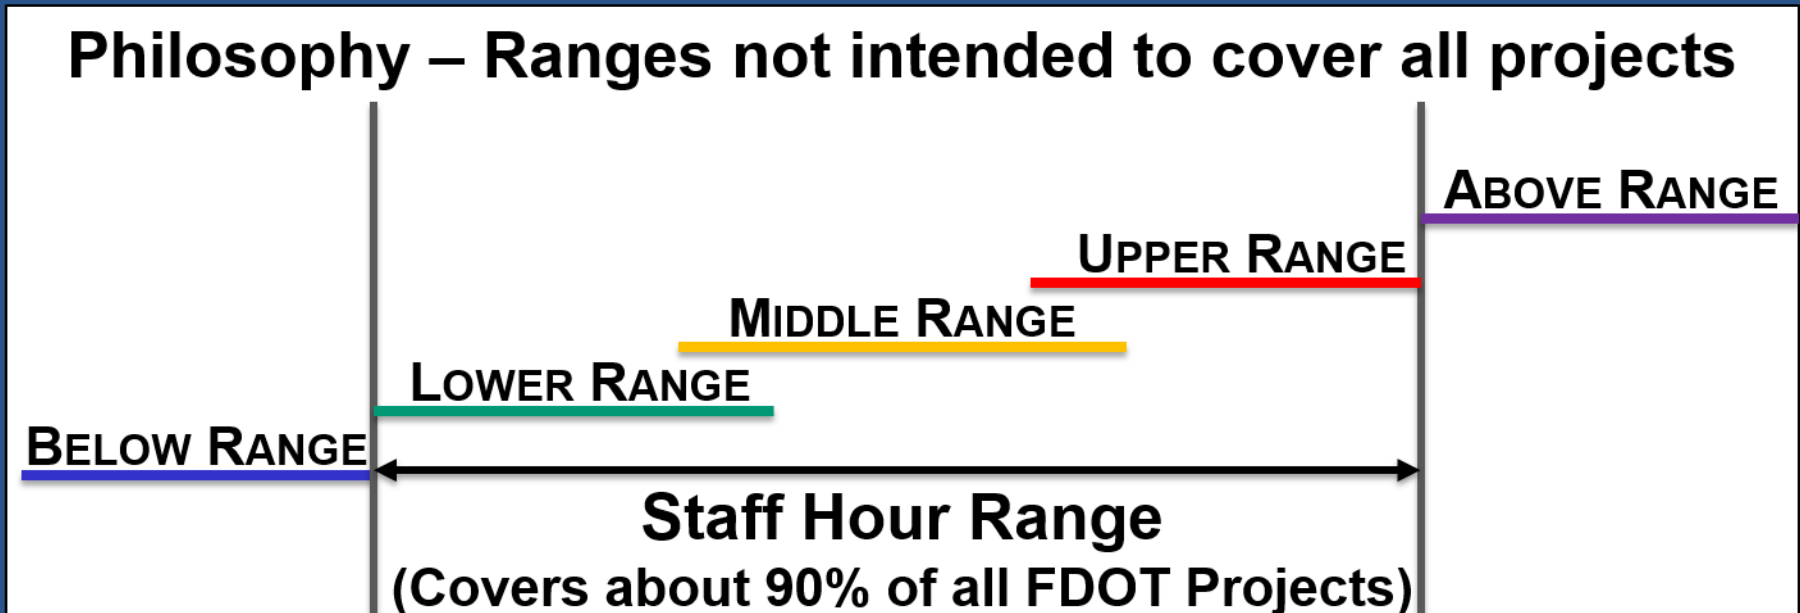 Philosophy – Ranges not intended to cover all projects
ABOVE RANGE
UPPER RANGE
MIDDLE RANGE
LOWER RANGE
BELOW RANGE
Staff Hour Range
(Covers about 90% of all FDOT Projects)